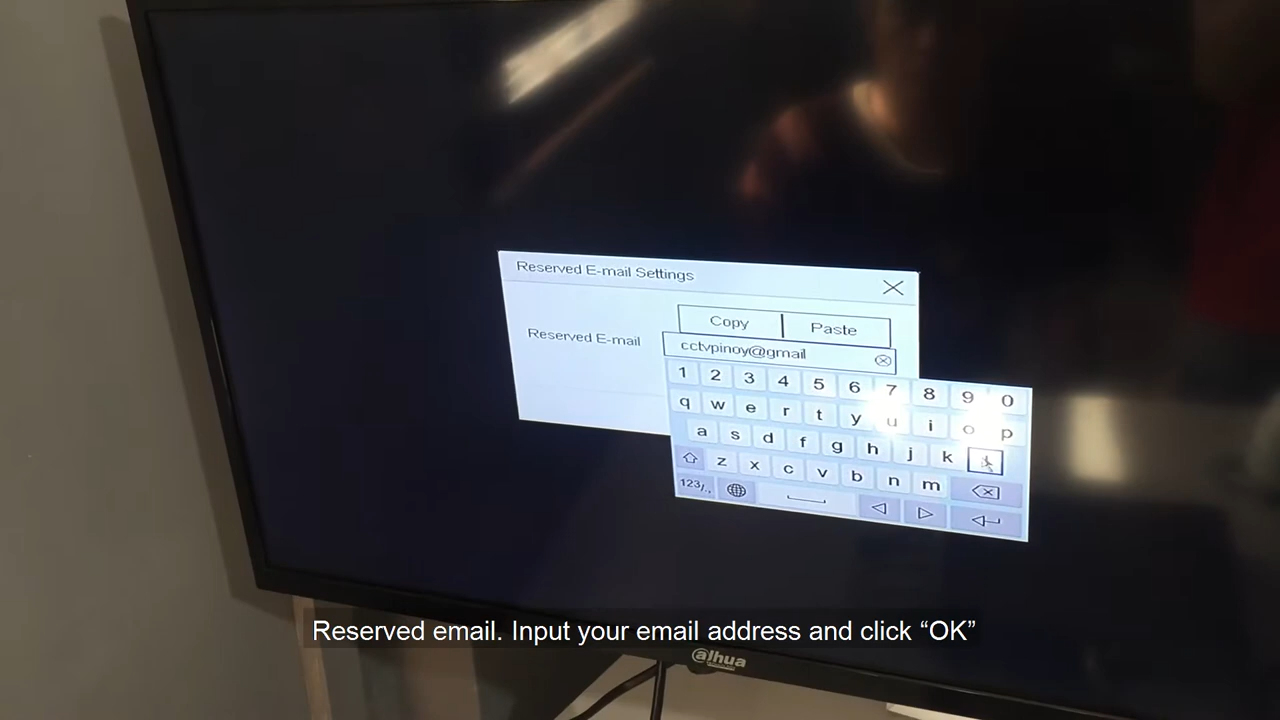 Reserved E-mail Settings
Copy Paste
Reserved E-mail cctvpinoy@gmail
1 2 3 4 5 6 7 8 9 0
q w e r t y u i o p
a s d f g h j k
z x c v b n m
123/.,
Reserved email. Input your email address and click “OK”
alhua